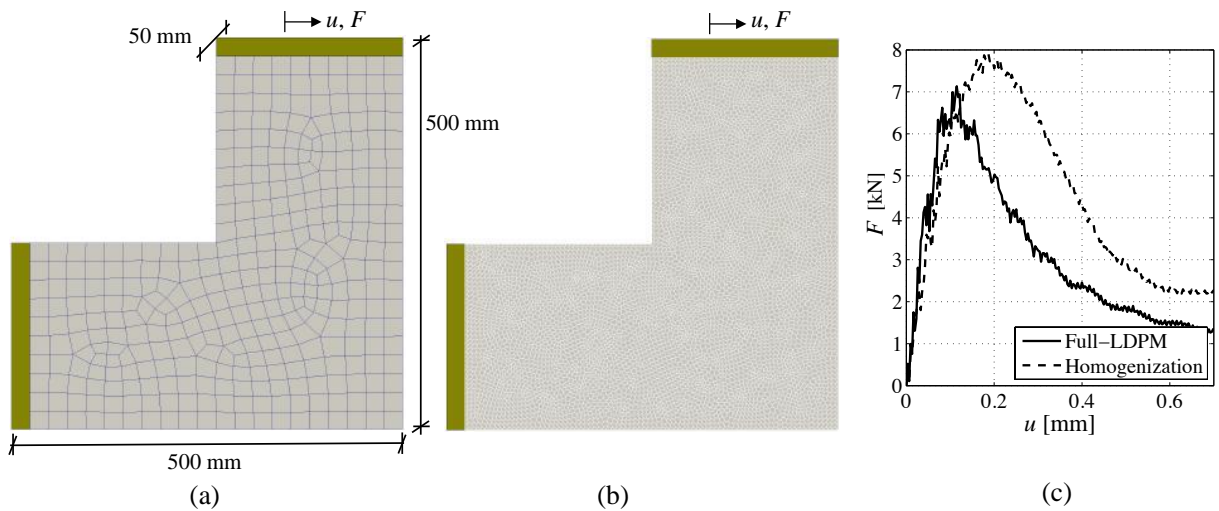 u, F
50 mm
500 mm
500 mm
(a)
u, F
(b)
8
7
6
5
4
3
2
1
0
F [kN]
Full−LDPM
Homogenization
0 0.2 0.4 0.6
u [mm]
(c)